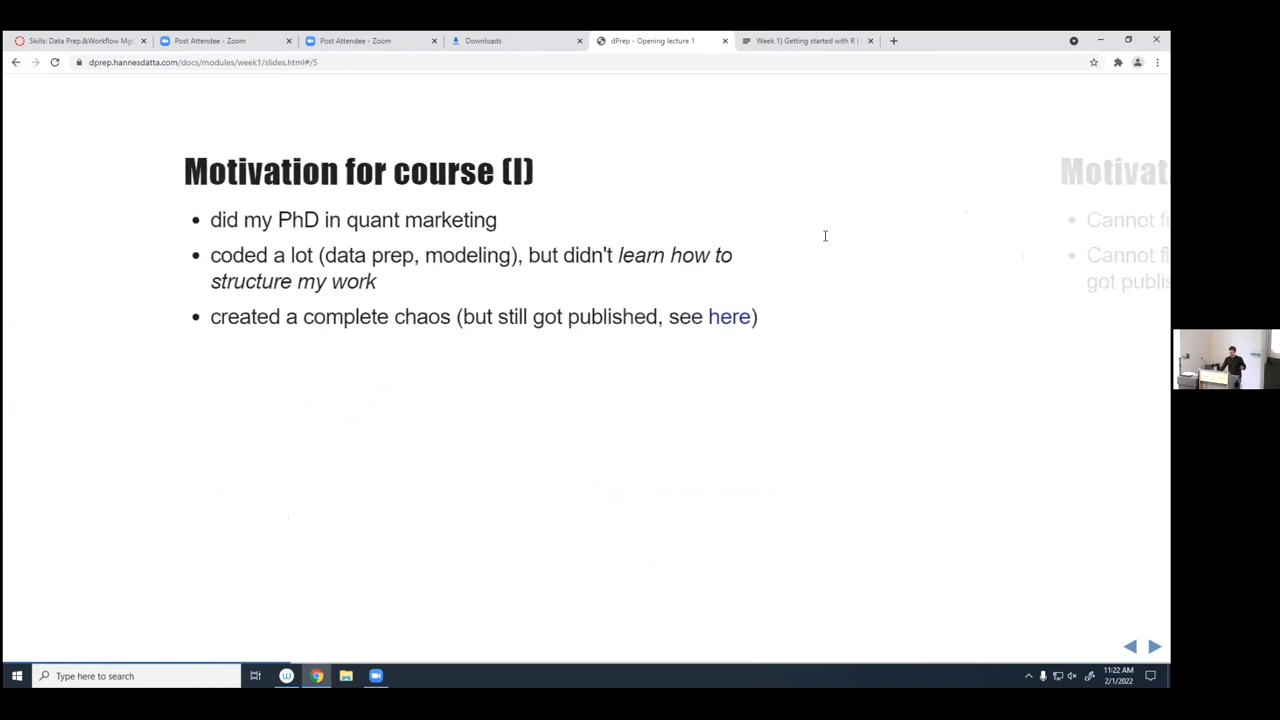 Skills: Data Prep.&Workflow Mg
Post Attendee - Zoom
Post Attendee - Zoom
Downloads
dPrep - Opening lecture 1
Week 1) Getting started with R |
dprep.hannesdatta.com/docs/modules/week1/slides.html#/5
Motivation for course (I)
• did my PhD in quant marketing
• coded a lot (data prep, modeling), but didn't learn how to
structure my work
• created a complete chaos (but still got published, see here)
Motivat
• Cannot fi
• Cannot fi
got publis
Type here to search
11:22 AM
2/1/2022